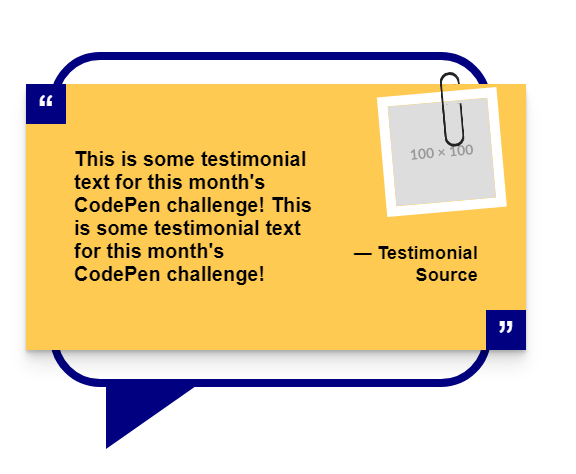 “
100 × 100
This is some testimonial
text for this month's
CodePen challenge! This
is some testimonial text
for this month's
CodePen challenge!
— Testimonial
Source
”